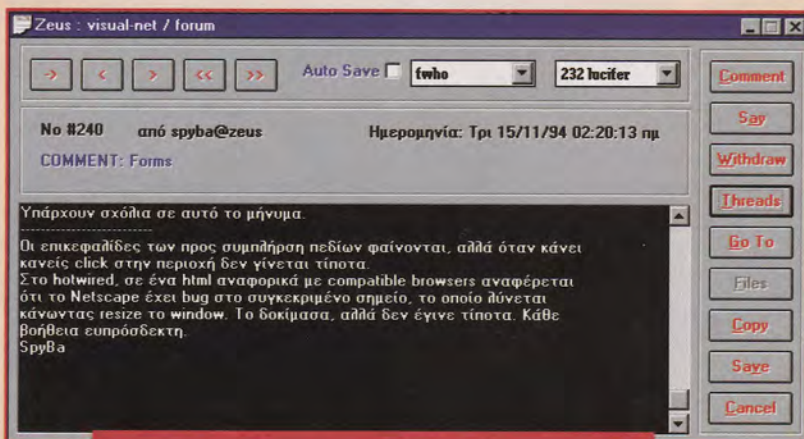 Zeus : visual-net / forum
-> < > << >> Auto Save fwho 232 lucifer
No #240 από spyba@zeus Ημερομηνία: Τρι 15/11/94 02:20:13 πμ
COMMENT: Forms
Υπάρχουν σχόλια σε αυτό το μήνυμα.
-------------------------
Οι επικεφαλίδες των προς συμπλήρση πεδίων φαίνονται, αλλά όταν κάνει
κανείς click στην περιοχή δεν γίνεται τίποτα.
Στο hotwired, σε ένα html αναφορικά με compatible browsers αναφέρεται
ότι το Netscape έχει bug στο συγκεκριμένο σημείο, το οποίο λύνεται
κάνωντας resize το window. Το δοκίμασα, αλλά δεν έγινε τίποτα. Κάθε
βοήθεια ευπρόσδεκτη.
SpyBa
Comment
Say
Withdraw
Threads
Go To
Files
Copy
Save
Cancel